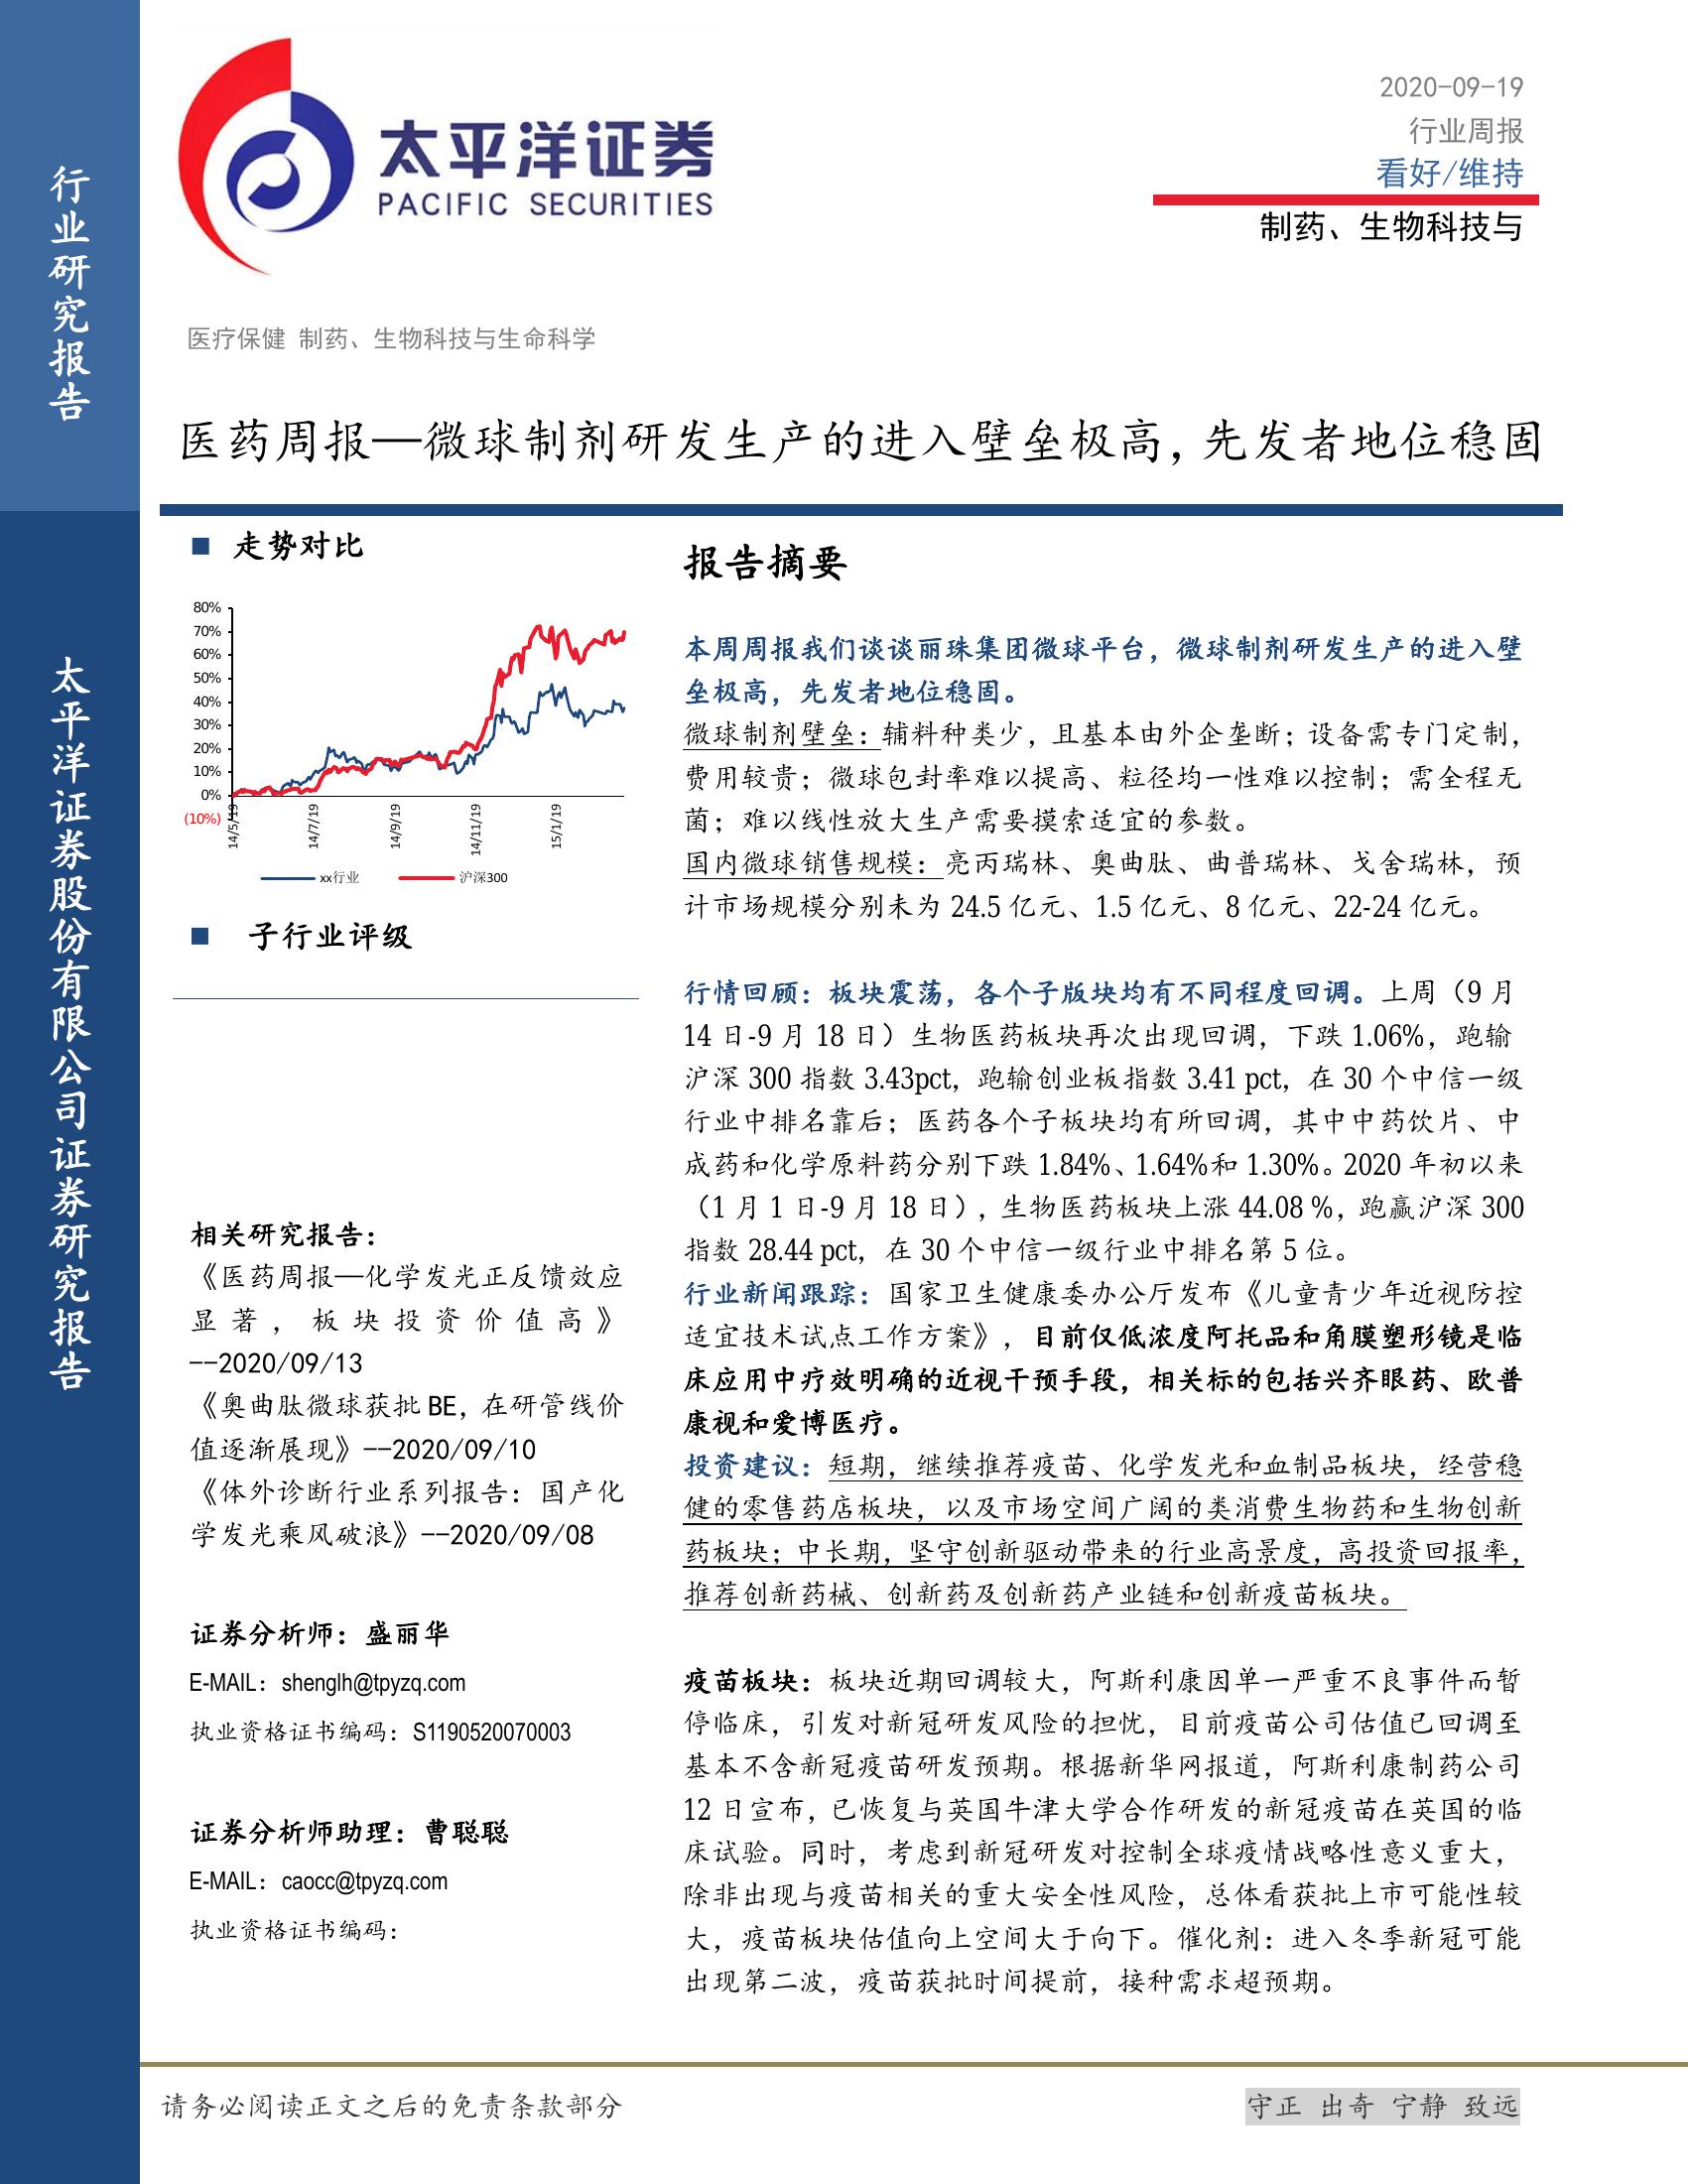 行业研究报告
太平洋证券股份有限公司证券研究报告
太平洋证券
PACIFIC SECURITIES
2020-09-19
行业周报
看好/维持
制药、生物科技与
医疗保健 制药、生物科技与生命科学
医药周报—微球制剂研发生产的进入壁垒极高，先发者地位稳固
■ 走势对比
80%
70%
60%
50%
40%
30%
20%
10%
0%
(10%)
14/5/19
14/7/19
14/9/19
14/11/19
15/1/19
xx行业
沪深300
■ 子行业评级
相关研究报告：
《医药周报—化学发光正反馈效应
显著，板块投资价值高》
--2020/09/13
《奥曲肽微球获批 BE，在研管线价
值逐渐展现》--2020/09/10
《体外诊断行业系列报告：国产化
学发光乘风破浪》--2020/09/08
证券分析师：盛丽华
E-MAIL：shenglh@tpyzq.com
执业资格证书编码：S1190520070003
证券分析师助理：曹聪聪
E-MAIL：caocc@tpyzq.com
执业资格证书编码：
报告摘要
本周周报我们谈谈丽珠集团微球平台，微球制剂研发生产的进入壁
垒极高，先发者地位稳固。
微球制剂壁垒：辅料种类少，且基本由外企垄断；设备需专门定制，
费用较贵；微球包封率难以提高、粒径均一性难以控制；需全程无
菌；难以线性放大生产需要摸索适宜的参数。
国内微球销售规模：亮丙瑞林、奥曲肽、曲普瑞林、戈舍瑞林，预
计市场规模分别未为 24.5 亿元、1.5 亿元、8 亿元、22-24 亿元。
行情回顾：板块震荡，各个子版块均有不同程度回调。上周（9 月
14 日-9 月 18 日）生物医药板块再次出现回调，下跌 1.06%，跑输
沪深 300 指数 3.43pct，跑输创业板指数 3.41 pct，在 30 个中信一级
行业中排名靠后；医药各个子板块均有所回调，其中中药饮片、中
成药和化学原料药分别下跌 1.84%、1.64%和 1.30%。2020 年初以来
（1 月 1 日-9 月 18 日），生物医药板块上涨 44.08 %，跑赢沪深 300
指数 28.44 pct，在 30 个中信一级行业中排名第 5 位。
行业新闻跟踪：国家卫生健康委办公厅发布《儿童青少年近视防控
适宜技术试点工作方案》，目前仅低浓度阿托品和角膜塑形镜是临
床应用中疗效明确的近视干预手段，相关标的包括兴齐眼药、欧普
康视和爱博医疗。
投资建议：短期，继续推荐疫苗、化学发光和血制品板块，经营稳
健的零售药店板块，以及市场空间广阔的类消费生物药和生物创新
药板块；中长期，坚守创新驱动带来的行业高景度，高投资回报率，
推荐创新药械、创新药及创新药产业链和创新疫苗板块。
疫苗板块：板块近期回调较大，阿斯利康因单一严重不良事件而暂
停临床，引发对新冠研发风险的担忧，目前疫苗公司估值已回调至
基本不含新冠疫苗研发预期。根据新华网报道，阿斯利康制药公司
12 日宣布，已恢复与英国牛津大学合作研发的新冠疫苗在英国的临
床试验。同时，考虑到新冠研发对控制全球疫情战略性意义重大，
除非出现与疫苗相关的重大安全性风险，总体看获批上市可能性较
大，疫苗板块估值向上空间大于向下。催化剂：进入冬季新冠可能
出现第二波，疫苗获批时间提前，接种需求超预期。
请务必阅读正文之后的免责条款部分
守正 出奇 宁静 致远